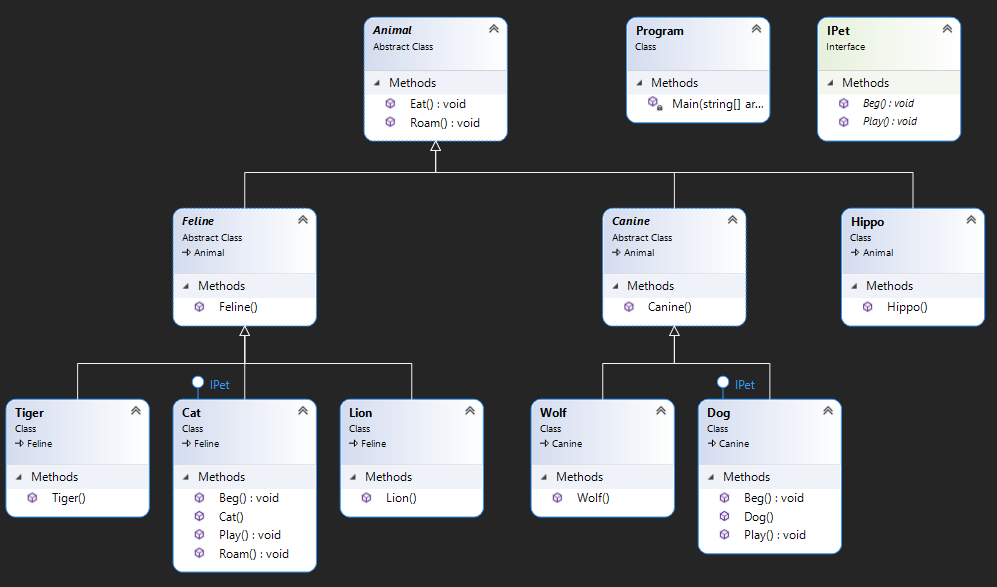 Animal
Abstract Class
Methods
Eat() : void
Roam() : void
Program
Class
Methods
Main(string[] ar...
IPet
Interface
Methods
Beg() : void
Play() : void
Feline
Abstract Class
Animal
Methods
Feline()
Canine
Abstract Class
Animal
Methods
Canine()
Hippo
Class
Animal
Methods
Hippo()
Tiger
Class
Feline
Methods
Tiger()
IPet
Cat
Class
Feline
Methods
Beg() : void
Cat()
Play() : void
Roam() : void
Lion
Class
Feline
Methods
Lion()
Wolf
Class
Canine
Methods
Wolf()
IPet
Dog
Class
Canine
Methods
Beg() : void
Dog()
Play() : void